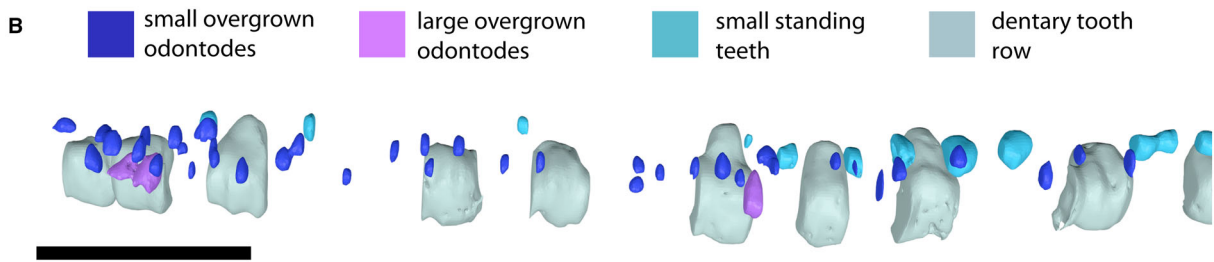 B
small overgrown
odontodes
large overgrown
odontodes
small standing
teeth
dentary tooth
row